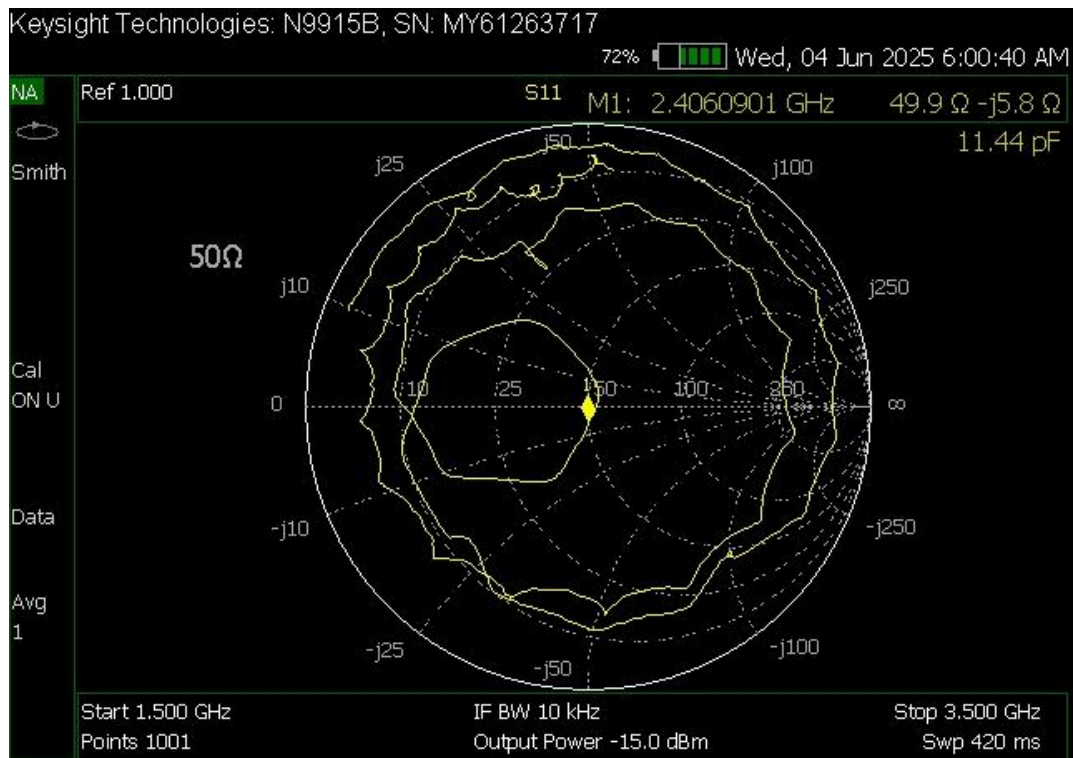 Keysight Technologies: N9915B, SN: MY61263717
72% Wed, 04 Jun 2025 6:00:40 AM
NA Ref 1.000 S11 M1: 2.4060901 GHz 49.9 Ω -j5.8 Ω
11.44 pF
Smith
j50
j25 j100
50Ω
j10 j250
Cal
ON U
0 10 25 1 50 100 250 ∞
Data
-j10 -j250
Avg
1
-j25 -j100
-j50
Start 1.500 GHz IF BW 10 kHz Stop 3.500 GHz
Points 1001 Output Power -15.0 dBm Swp 420 ms